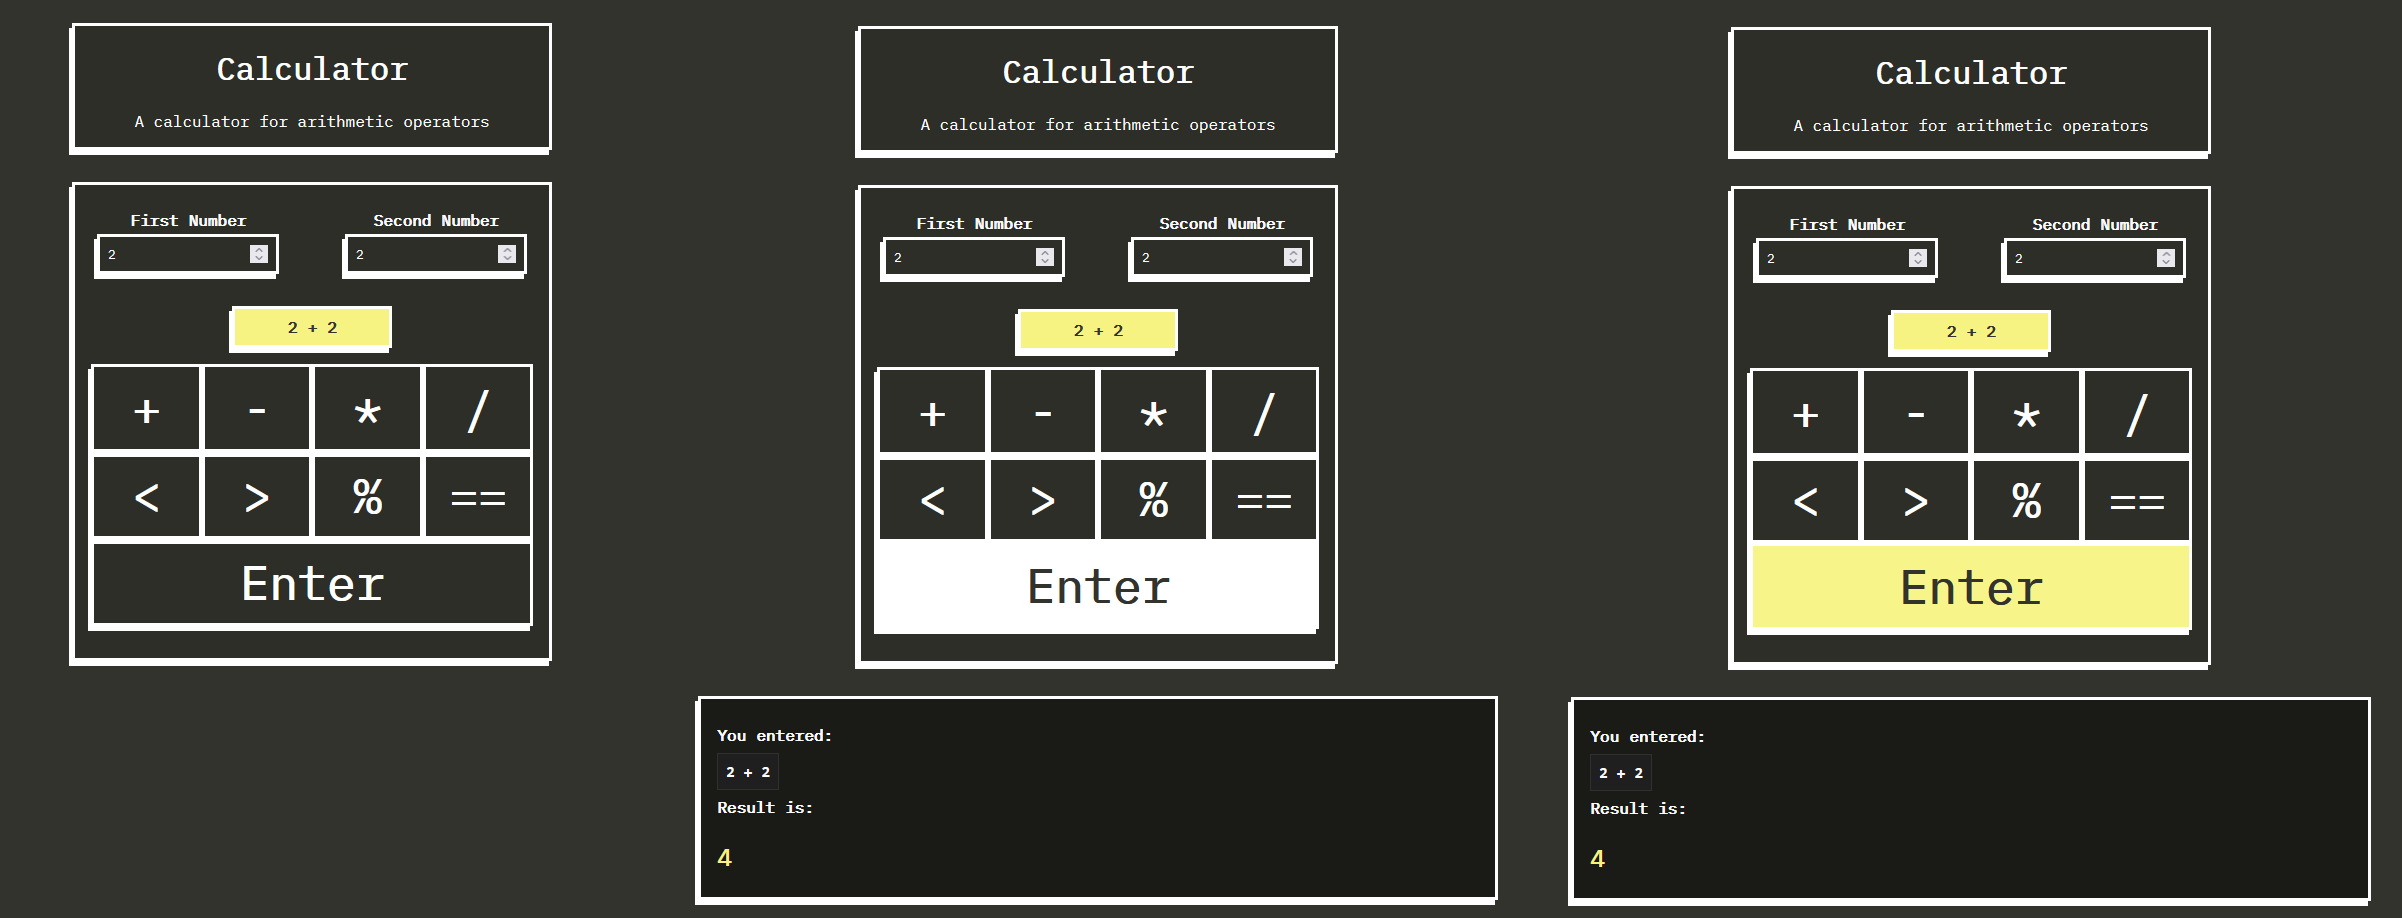 Calculator
A calculator for arithmetic operators
First Number Second Number
2 2
2 + 2
+ - * /
< > % ==
Enter
Calculator
A calculator for arithmetic operators
First Number Second Number
2 2
2 + 2
+ - * /
< > % ==
Enter
You entered:
2 + 2
Result is:
4
Calculator
A calculator for arithmetic operators
First Number Second Number
2 2
2 + 2
+ - * /
< > % ==
Enter
You entered:
2 + 2
Result is:
4